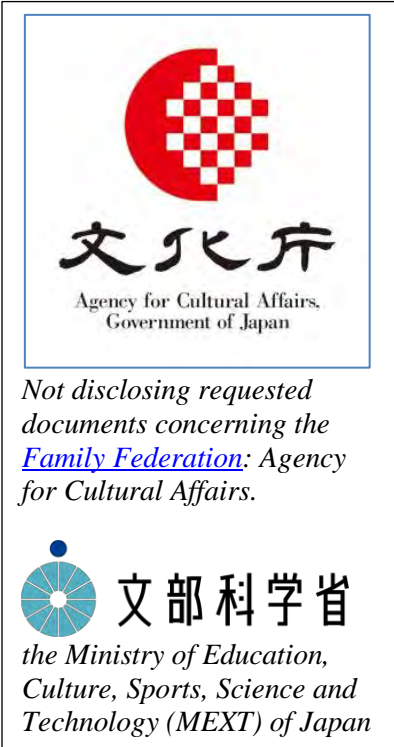 文化庁
Agency for Cultural Affairs,
Government of Japan
Not disclosing requested
documents concerning the
Family Federation: Agency
for Cultural Affairs.
文部科学省
the Ministry of Education,
Culture, Sports, Science and
Technology (MEXT) of Japan